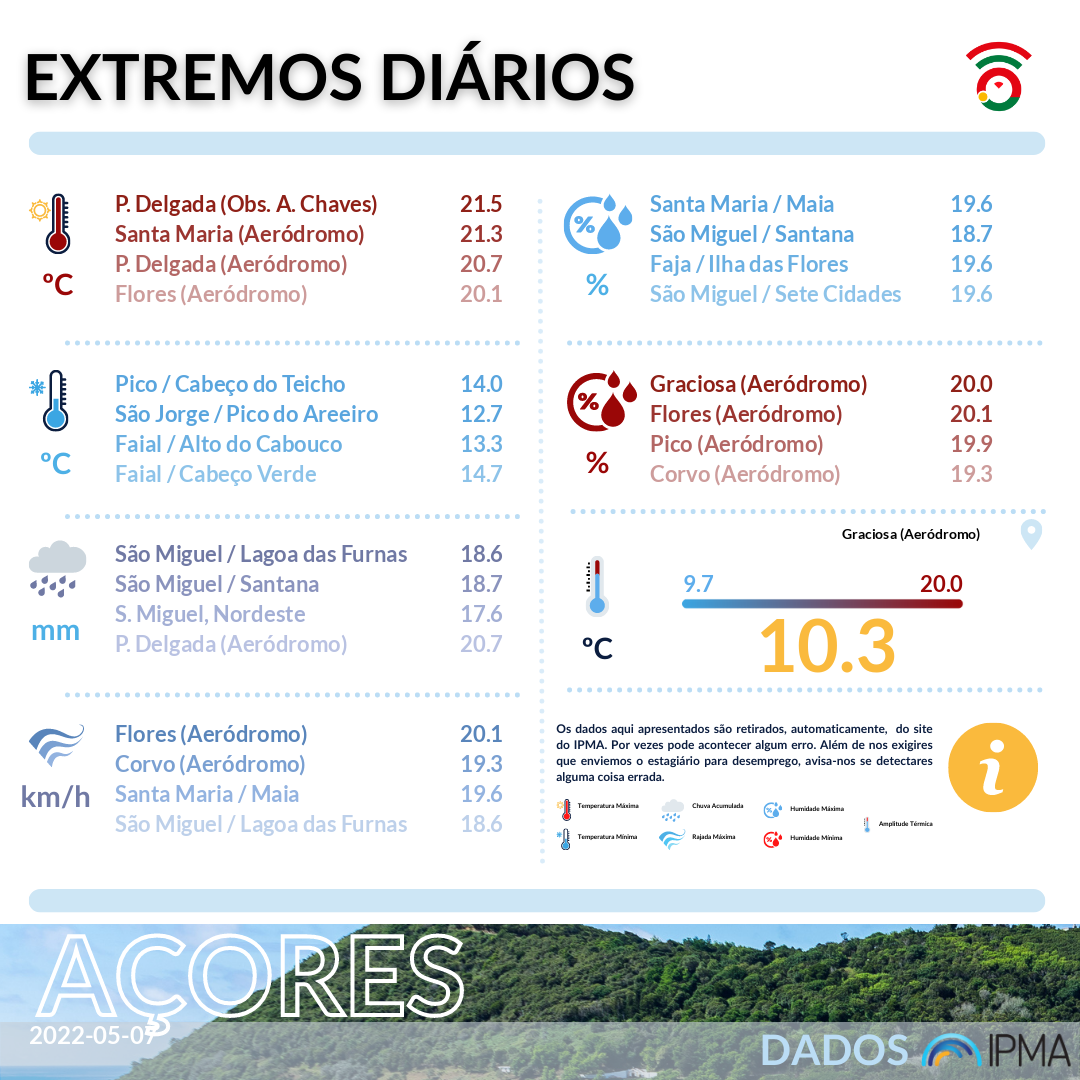 EXTREMOS DIÁRIOS
P. Delgada (Obs. A. Chaves) 21.5
Santa Maria (Aeródromo) 21.3
P. Delgada (Aeródromo) 20.7
Flores (Aeródromo) 20.1
ºC
Pico / Cabeço do Teicho 14.0
São Jorge / Pico do Areeiro 12.7
Faial / Alto do Cabouco 13.3
Faial / Cabeço Verde 14.7
ºC
São Miguel / Lagoa das Furnas 18.6
São Miguel / Santana 18.7
S. Miguel, Nordeste 17.6
P. Delgada (Aeródromo) 20.7
mm
Flores (Aeródromo) 20.1
Corvo (Aeródromo) 19.3
Santa Maria / Maia 19.6
São Miguel / Lagoa das Furnas 18.6
km/h
%
Santa Maria / Maia 19.6
São Miguel / Santana 18.7
Faja / Ilha das Flores 19.6
São Miguel / Sete Cidades 19.6
%
%
Graciosa (Aeródromo) 20.0
Flores (Aeródromo) 20.1
Pico (Aeródromo) 19.9
Corvo (Aeródromo) 19.3
%
Graciosa (Aeródromo)
9.7 20.0
10.3
ºC
Os dados aqui apresentados são retirados, automaticamente, do site
do IPMA. Por vezes pode acontecer algum erro. Além de nos exigires
que enviemos o estagiário para desemprego, avisa-nos se detectares
alguma coisa errada.
i
Temperatura Máxima Chuva Acumulada Humidade Máxima
Amplitude Térmica
Temperatura Mínima Rajada Máxima Humidade Mínima
AÇORES
2022-05-07
DADOS IPMA